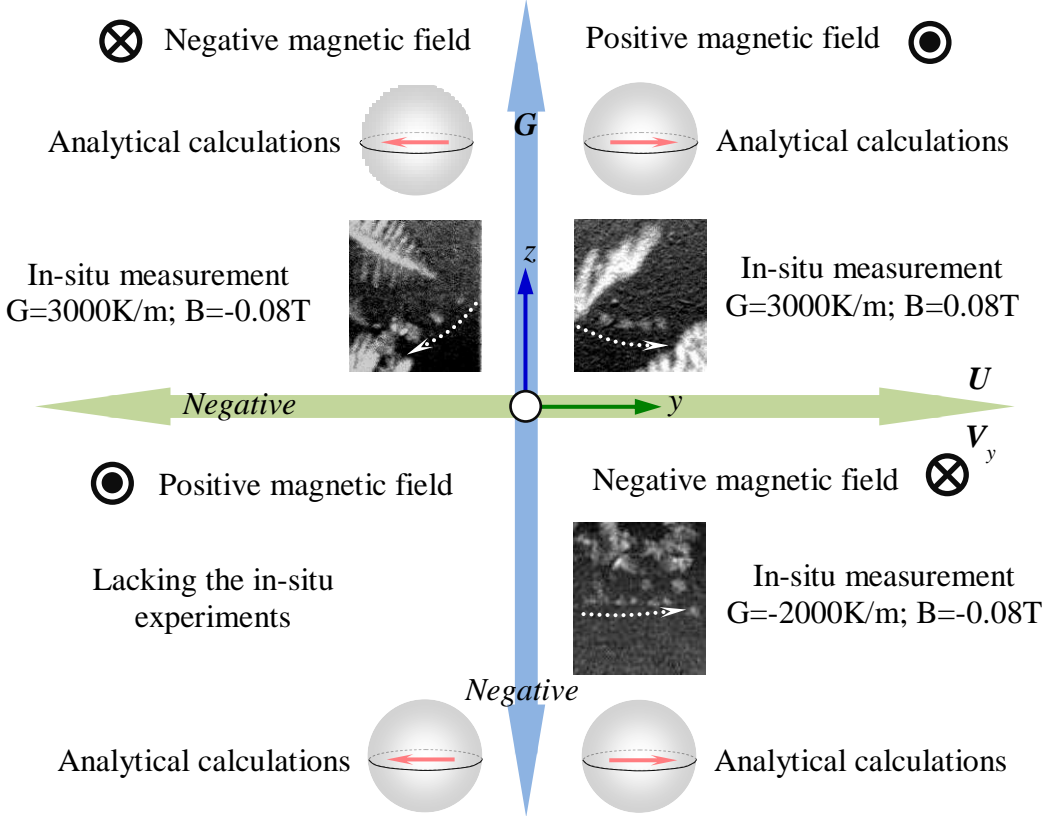 Negative magnetic field
Positive magnetic field
G
Analytical calculations
Analytical calculations
z
In-situ measurement
G=3000K/m; B=-0.08T
In-situ measurement
G=3000K/m; B=0.08T
Negative
y
U
V_y
Positive magnetic field
Negative magnetic field
Lacking the in-situ
experiments
In-situ measurement
G=-2000K/m; B=-0.08T
Negative
Analytical calculations
Analytical calculations